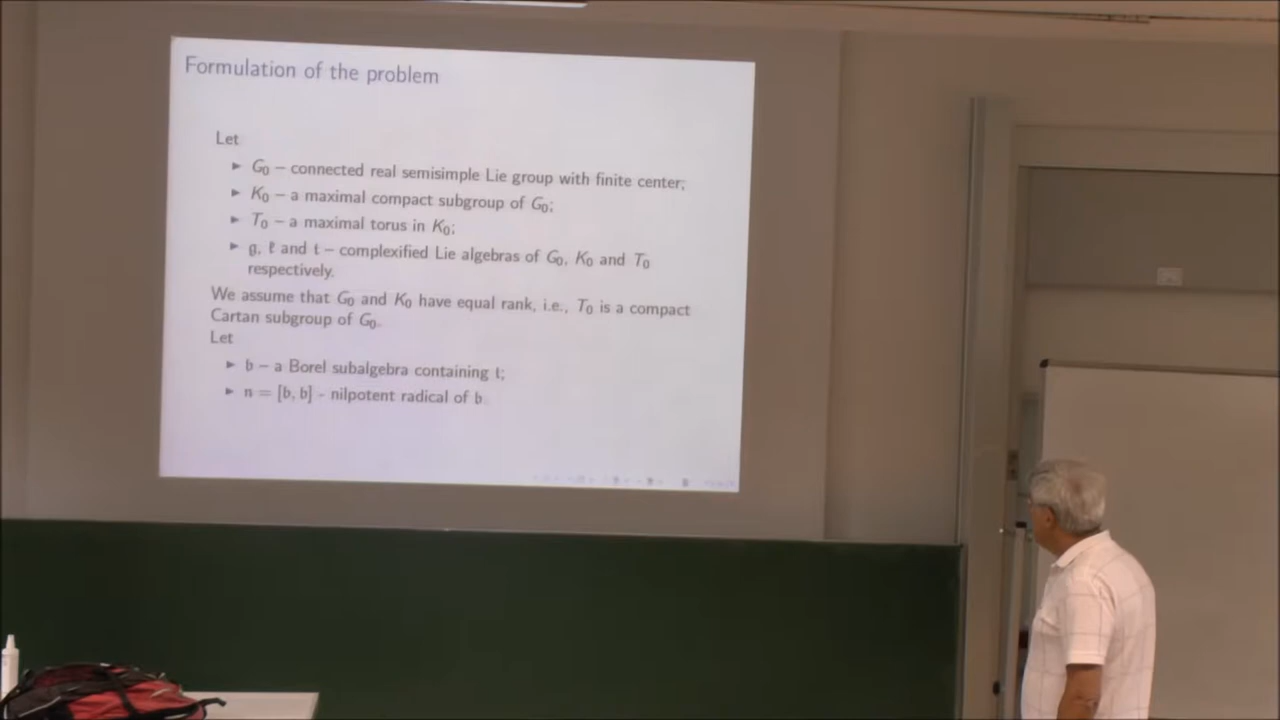 Formulation of the problem
Let
► G₀ – connected real semisimple Lie group with finite center;
► K₀ – a maximal compact subgroup of G₀;
► T₀ – a maximal torus in K₀;
► 𝔤, 𝔨 and 𝔱 – complexified Lie algebras of G₀, K₀ and T₀
respectively.
We assume that G₀ and K₀ have equal rank, i.e., T₀ is a compact
Cartan subgroup of G₀.
Let
► 𝔟 – a Borel subalgebra containing 𝔱;
► 𝔫 = [𝔟, 𝔟] - nilpotent radical of 𝔟.